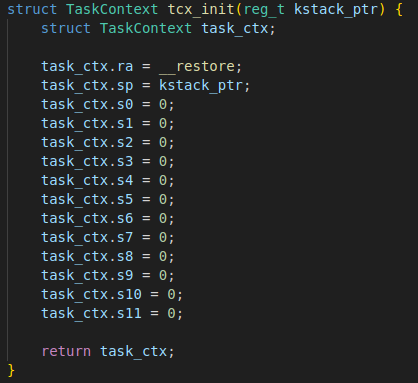 struct TaskContext tcx_init(reg_t kstack_ptr) {
    struct TaskContext task_ctx;

    task_ctx.ra = __restore;
    task_ctx.sp = kstack_ptr;
    task_ctx.s0 = 0;
    task_ctx.s1 = 0;
    task_ctx.s2 = 0;
    task_ctx.s3 = 0;
    task_ctx.s4 = 0;
    task_ctx.s5 = 0;
    task_ctx.s6 = 0;
    task_ctx.s7 = 0;
    task_ctx.s8 = 0;
    task_ctx.s9 = 0;
    task_ctx.s10 = 0;
    task_ctx.s11 = 0;

    return task_ctx;
}